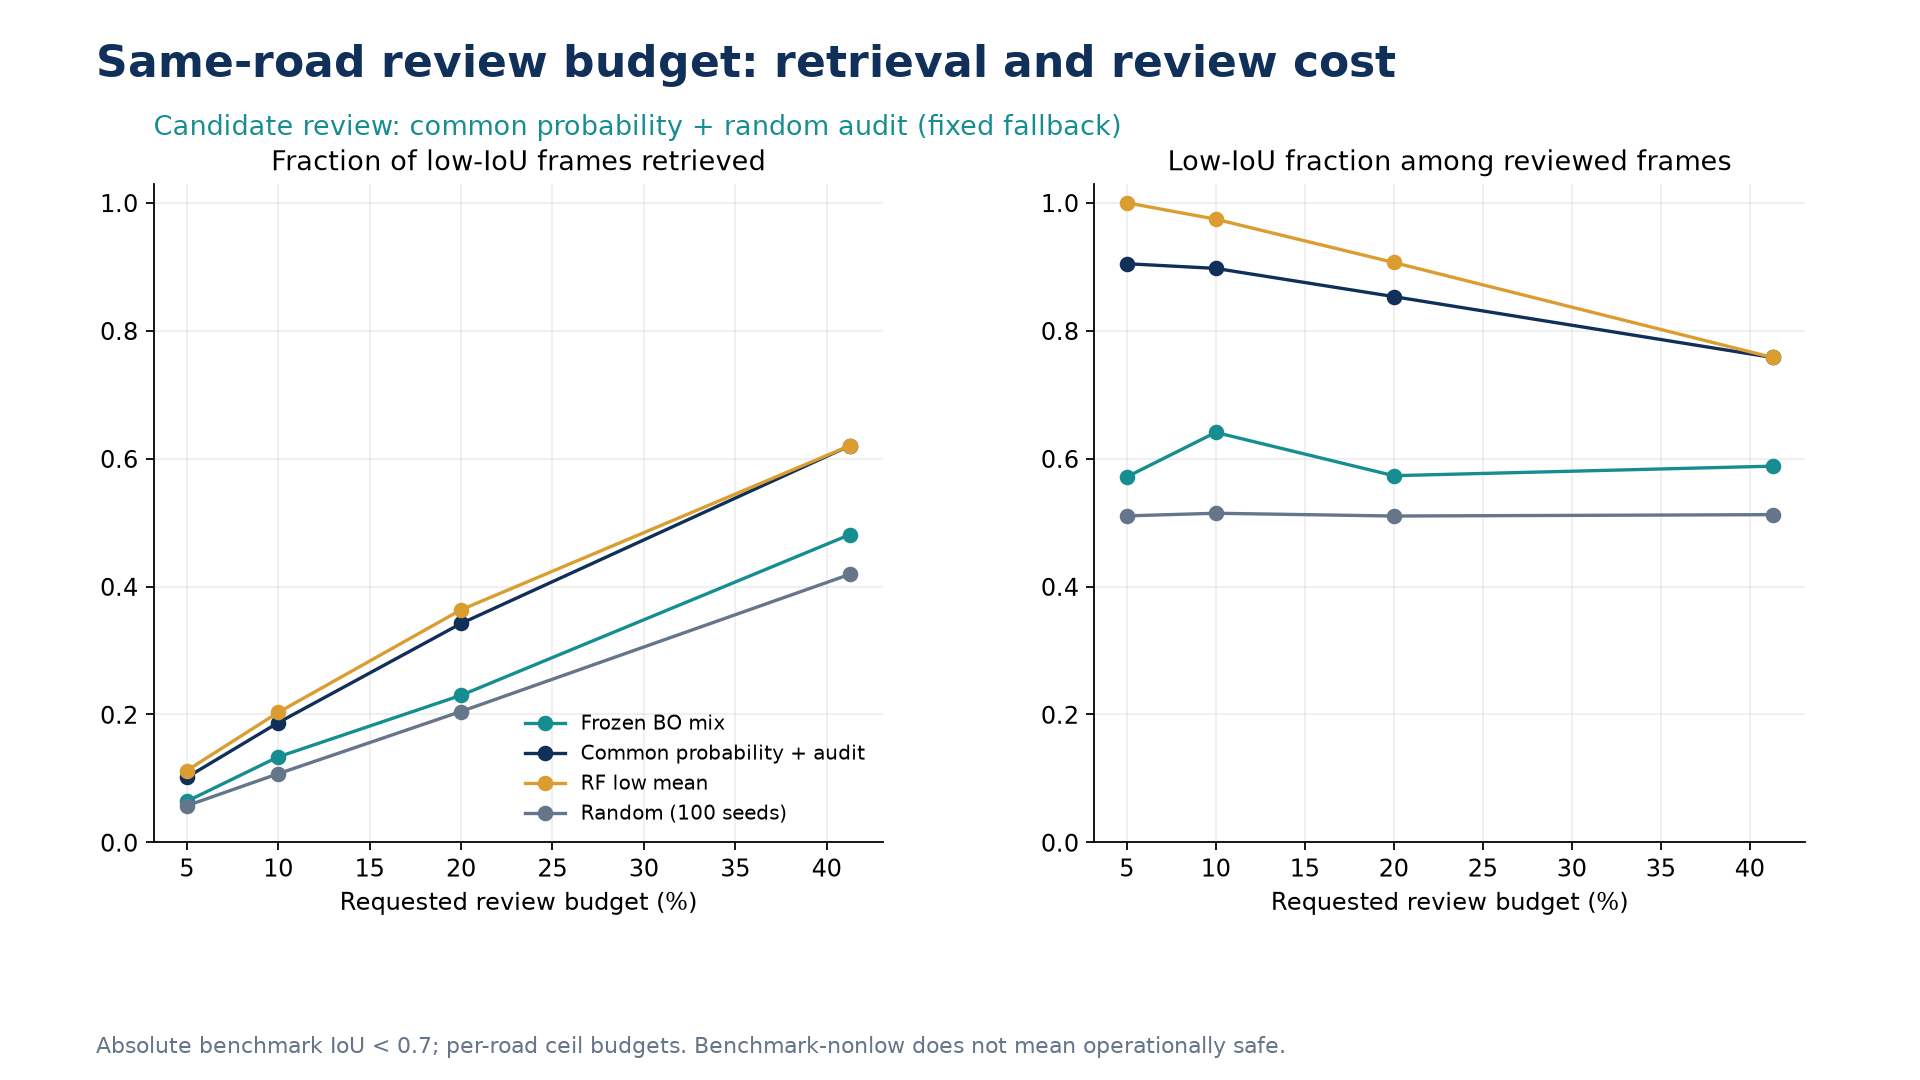 Same-road review budget: retrieval and review cost
Candidate review: common probability + random audit (fixed fallback)
Fraction of low-IoU frames retrieved
1.0
0.8
0.6
0.4
0.2
0.0
5 10 15 20 25 30 35 40
Requested review budget (%)
Frozen BO mix
Common probability + audit
RF low mean
Random (100 seeds)
Low-IoU fraction among reviewed frames
1.0
0.8
0.6
0.4
0.2
0.0
5 10 15 20 25 30 35 40
Requested review budget (%)
Absolute benchmark IoU < 0.7; per-road ceil budgets. Benchmark-nonlow does not mean operationally safe.